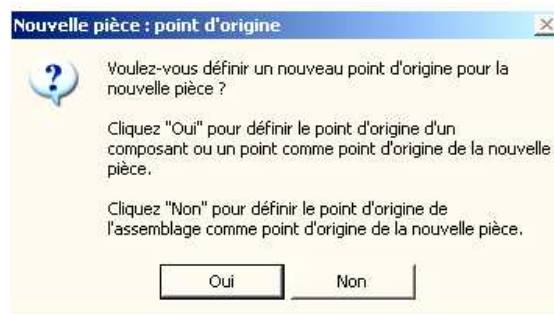 Nouvelle pièce : point d'origine
Voulez-vous définir un nouveau point d'origine pour la
nouvelle pièce ?
Cliquez "Oui" pour définir le point d'origine d'un
composant ou un point comme point d'origine de la nouvelle
pièce.
Cliquez "Non" pour définir le point d'origine de
l'assemblage comme point d'origine de la nouvelle pièce.
Oui
Non